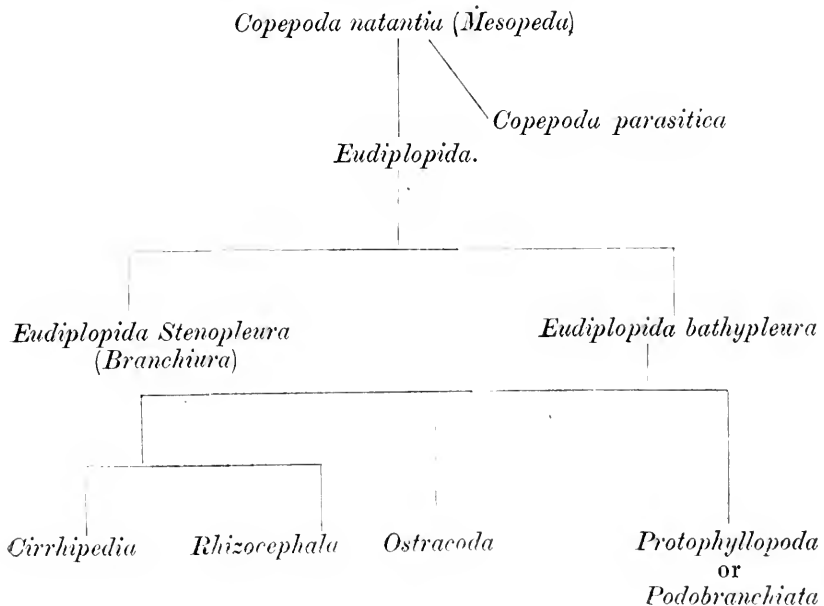 Copepoda natantia (Mesopeda)
Copepoda parasitica
Eudiplopida.
Eudiplopida Stenopleura
(Branchiura)
Eudiplopida bathypleura
Cirrhipedia
Rhizocephala
Ostracoda
Protophyllopoda
or
Podobranchiata